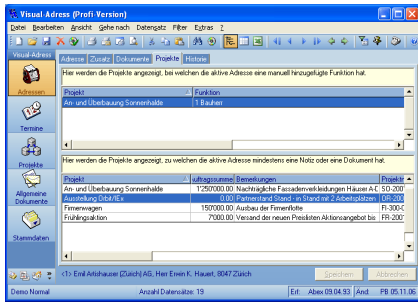 Visual-Adress (Profi-Version)
Datei Bearbeiten Ansicht Gehe nach Datensatz Filter Extras ?
Visual-Adress
Adresse Zusatz Dokumente Projekte Historie
Hier werden die Projekte angezeigt, bei welchen die aktive Adresse eine manuell hinzugefügte Funktion hat.
Projekt Funktion
An- und Überbauung Sonnenhalde 1 Bauherr
Adressen
Termine
Projekte
Allgemeine Dokumente
Stammdaten
Hier werden die Projekte angezeigt, zu welchen die aktive Adresse mindestens eine Notiz oder eine Dokument hat.
Projekt uftragssumme Bemerkungen Projektnr
An- und Überbauung Sonnenhalde 1'250'000.00 Nachträgliche Fassadenverkleidungen Häuser A-D SO-200
Ausstellung Orbit/IEx 0.00 Partnerstand Stand - in Stand mit 2 Arbeitsplätzen OR-200
Firmenwagen 150'000.00 Ausbau der Firmenflotte FI-300-0
Frühlingsaktion 7'000.00 Versand der neuen Preislisten Aktionsangebot bis FR-200
<1> Emil Artishauser (Zürich) AG, Herr Erwin K. Hauert, 8047 Zürich
Speichern Abbrechen
Demo Normal Anzahl Datensätze: 19 Erf: Abex 09.04.93 Änd: PB 05.11.06